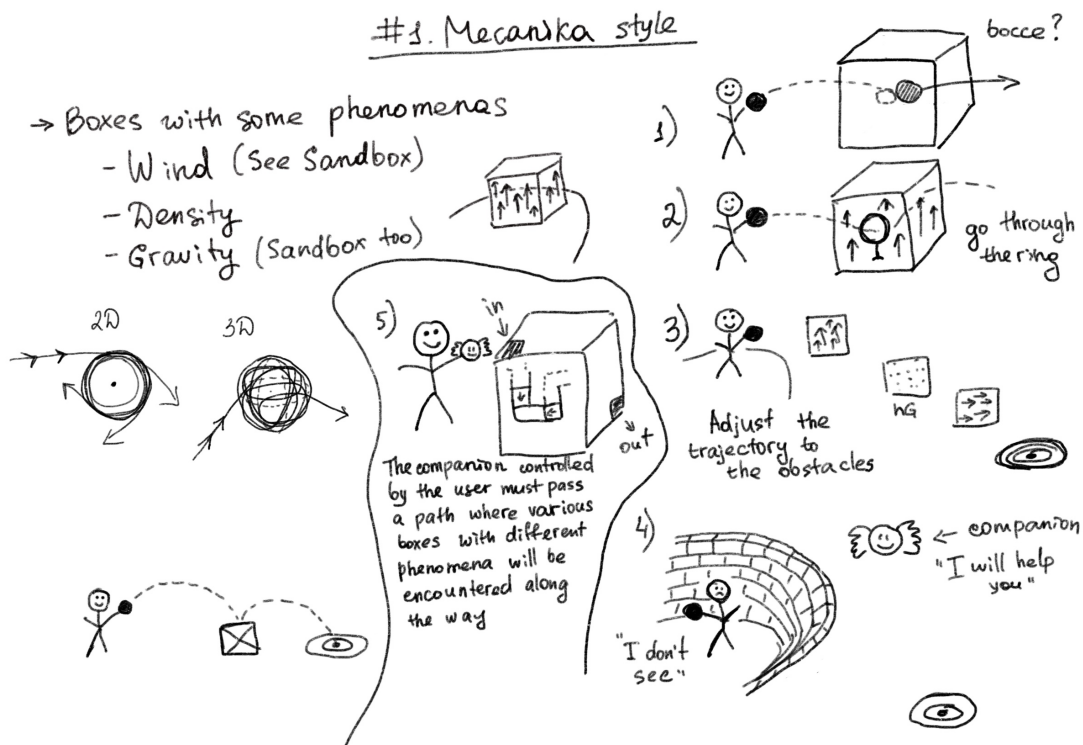 #1. Mecanika style
→ Boxes with some phenomenas
- Wind (See Sandbox)
- Density
- Gravity (Sandbox too)
2D
3D
5)
in
out
The companion controlled
by the user must pass
a path where various
boxes with different
phenomena will be
encountered along
the way
bocce?
1)
2)
go through
the ring
3)
nG
Adjust the
trajectory to
the obstacles
4)
"I don't
see"
← companion
"I will help
you"